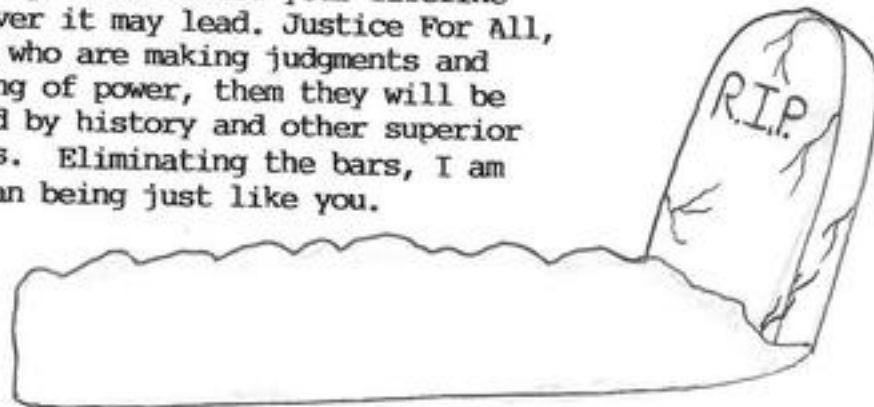 ver it may lead. Justice For All,
who are making judgments and
ng of power, them they will be
d by history and other superior
s. Eliminating the bars, I am
an being just like you.
R.I.P.